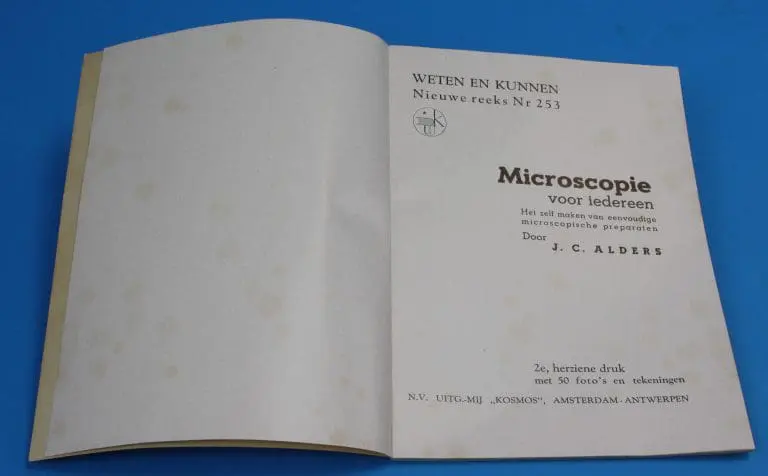 WETEN EN KUNNEN
Nieuwe reeks Nr 253
Microscopie
voor iedereen
Het zelf maken van eenvoudige
microscopische preparaten
Door
J. C. ALDERS
2e, herziene druk
met 50 foto's en tekeningen
N.V. UITG.-MIJ „KOSMOS", AMSTERDAM-ANTWERPEN